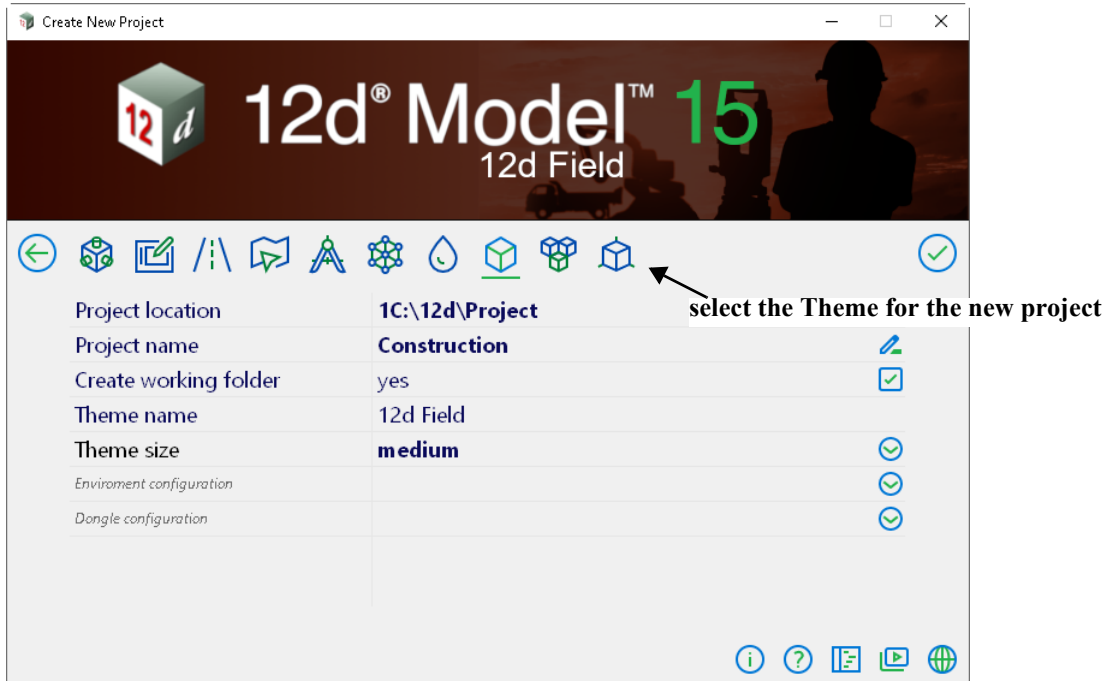 Create New Project
12d® Model™ 15
12d Field
select the Theme for the new project
Project location 1C:\12d\Project
Project name Construction
Create working folder yes
Theme name 12d Field
Theme size medium
Enviroment configuration
Dongle configuration